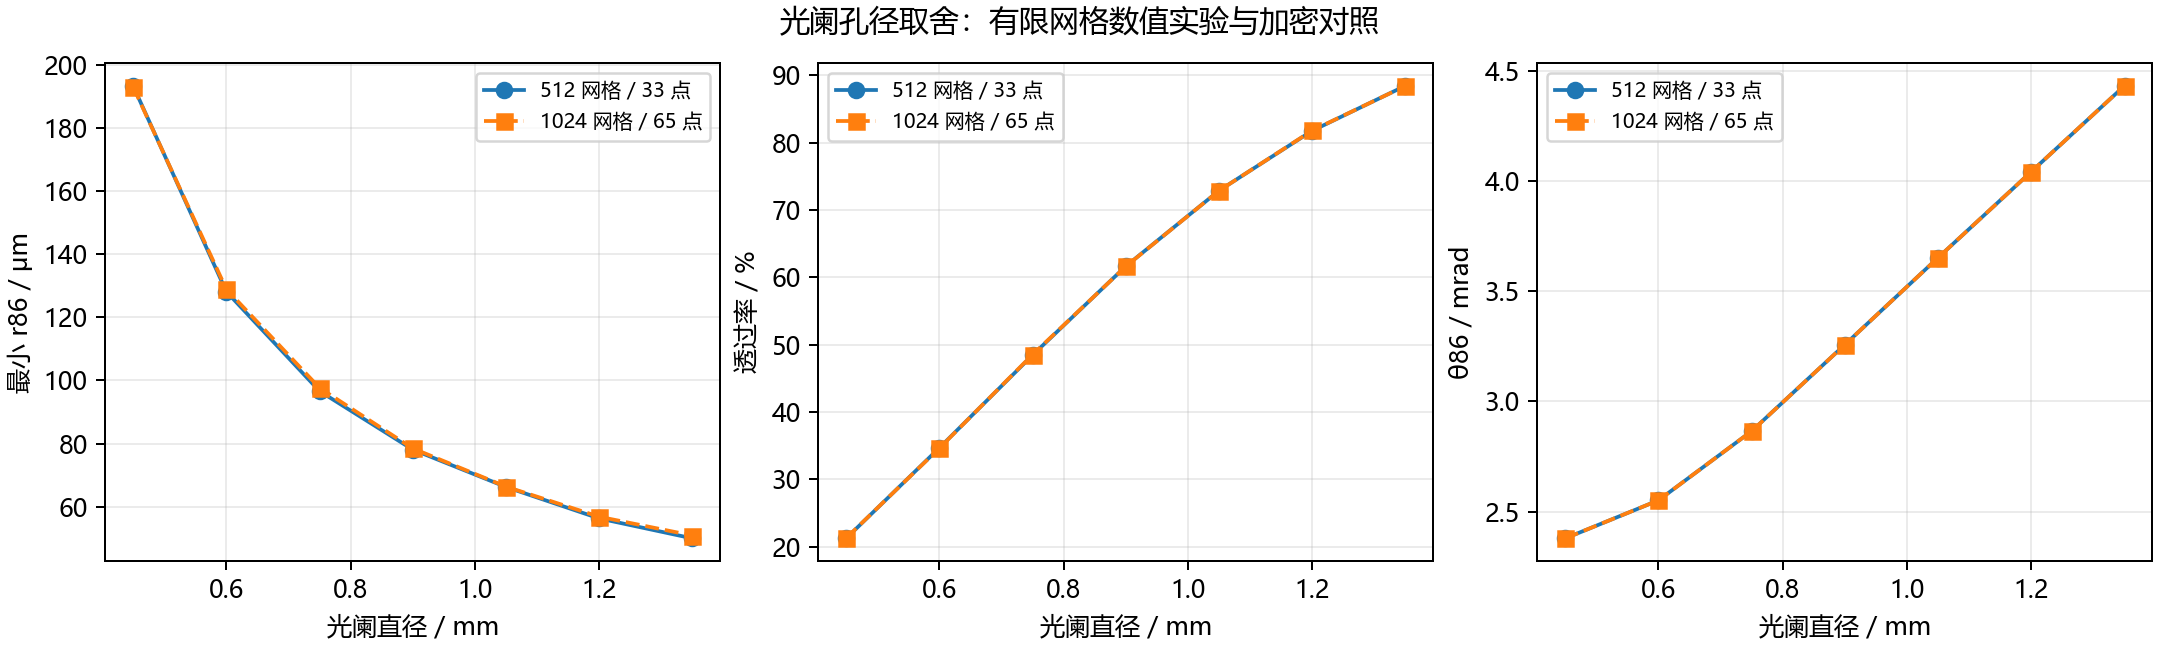 光阑孔径取舍：有限网格数值实验与加密对照
最小 r86 / μm
200
180
160
140
120
100
80
60
512 网格 / 33 点
1024 网格 / 65 点
0.6 0.8 1.0 1.2
光阑直径 / mm
透过率 / %
90
80
70
60
50
40
30
20
512 网格 / 33 点
1024 网格 / 65 点
0.6 0.8 1.0 1.2
光阑直径 / mm
θ86 / mrad
4.5
4.0
3.5
3.0
2.5
512 网格 / 33 点
1024 网格 / 65 点
0.6 0.8 1.0 1.2
光阑直径 / mm